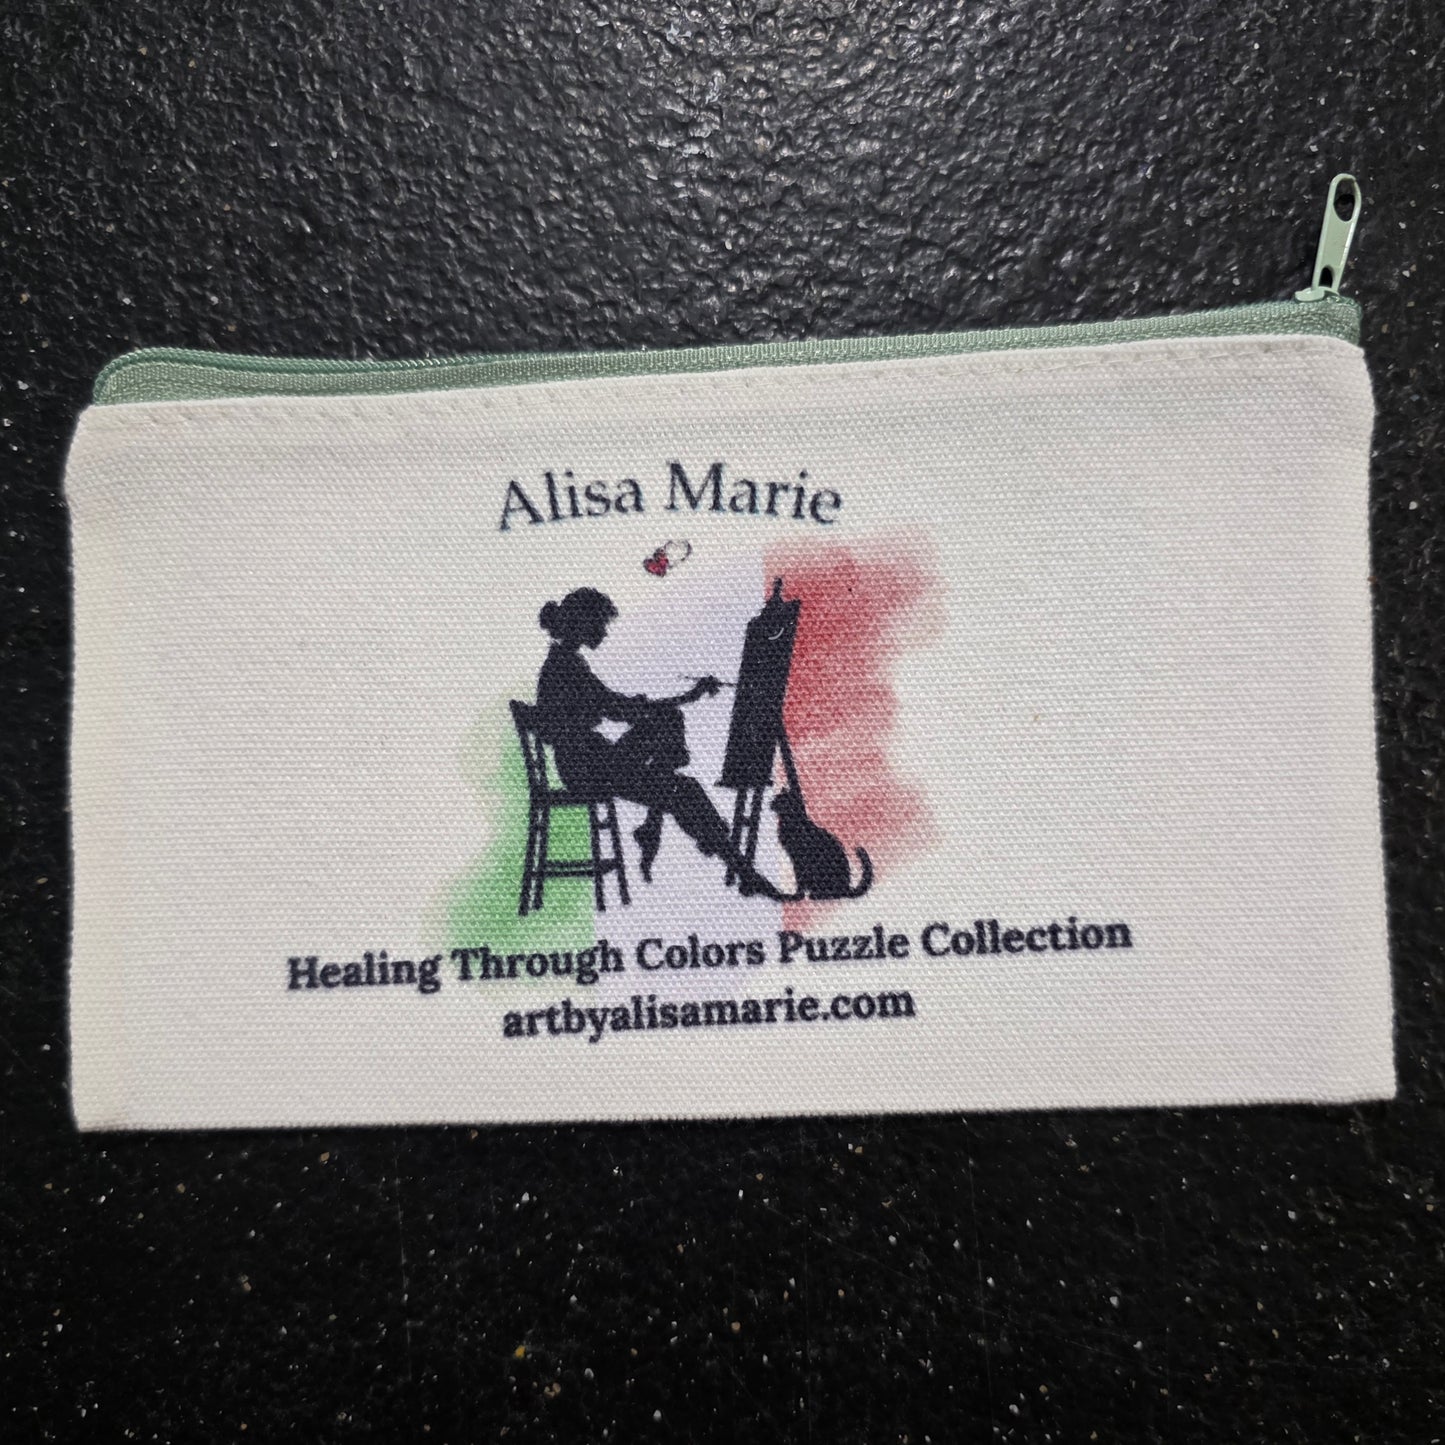 Alisa Marie
Healing Through Colors Puzzle Collection
artbyalisamarie.com